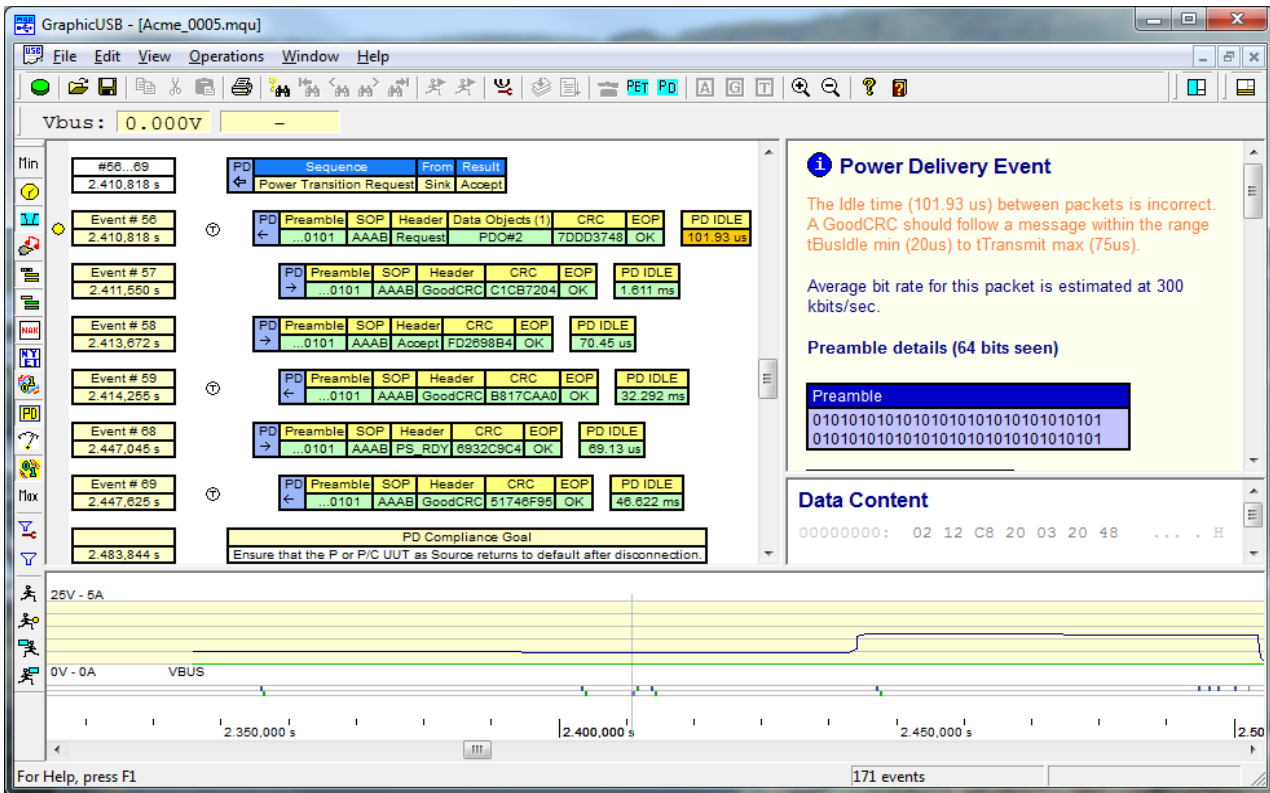 GraphicUSB - [Acme_0005.mqu]
File Edit View Operations Window Help
PET PD A G T
Vbus: 0.000V -
Min
NAK
NYET
PD
Max
#56...69 PD Sequence From Result
2.410,818 s ← Power Transition Request Sink Accept
Event # 56 T PD Preamble SOP Header Data Objects (1) CRC EOP PD IDLE
2.410,818 s ← ...0101 AAAB Request PDO#2 7DDD3748 OK 101.93 us
Event # 57 PD Preamble SOP Header CRC EOP PD IDLE
2.411,550 s → ...0101 AAAB GoodCRC C1CB7204 OK 1.611 ms
Event # 58 PD Preamble SOP Header CRC EOP PD IDLE
2.413,672 s → ...0101 AAAB Accept FD2698B4 OK 70.45 us
Event # 59 T PD Preamble SOP Header CRC EOP PD IDLE
2.414,255 s ← ...0101 AAAB GoodCRC B817CAA0 OK 32.292 ms
Event # 68 PD Preamble SOP Header CRC EOP PD IDLE
2.447,045 s → ...0101 AAAB PS_RDY 6932C9C4 OK 69.13 us
Event # 69 T PD Preamble SOP Header CRC EOP PD IDLE
2.447,625 s ← ...0101 AAAB GoodCRC 51746F95 OK 46.622 ms
PD Compliance Goal
2.483,844 s Ensure that the P or P/C UUT as Source returns to default after disconnection.
i Power Delivery Event
The Idle time (101.93 us) between packets is incorrect.
A GoodCRC should follow a message within the range
tBusIdle min (20us) to tTransmit max (75us).
Average bit rate for this packet is estimated at 300
kbits/sec.
Preamble details (64 bits seen)
Preamble
01010101010101010101010101010101
01010101010101010101010101010101
Data Content
00000000: 02 12 C8 20 03 20 48 ... . H
25V - 5A
0V - 0A VBUS
2.350,000 s 2.400,000 s 2.450,000 s 2.50
For Help, press F1 171 events